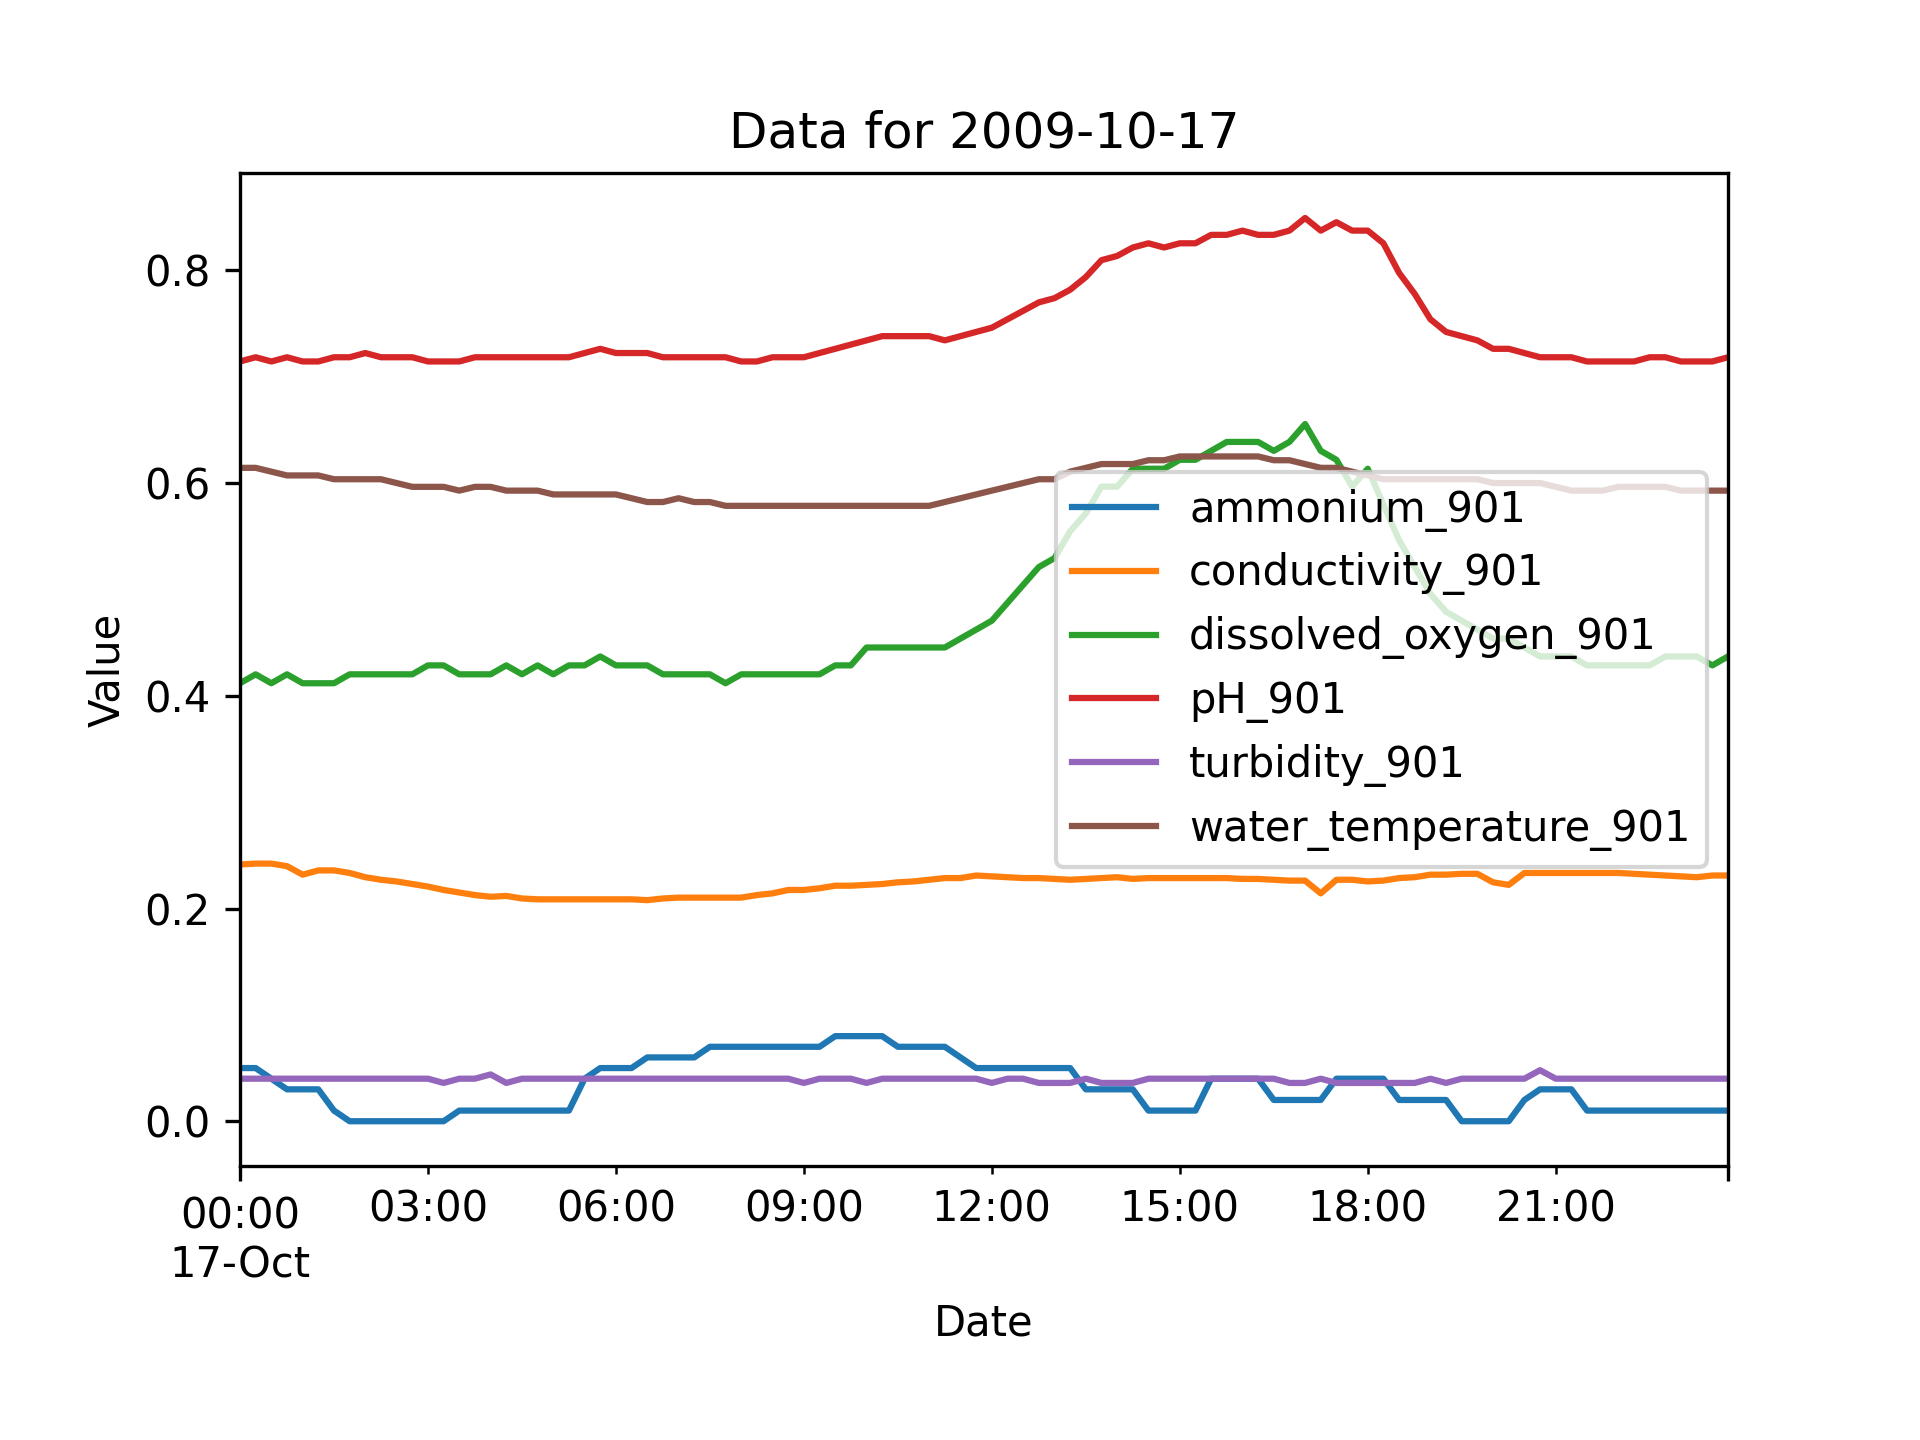 Data for 2009-10-17
Value
0.8
0.6
0.4
0.2
0.0
ammonium_901
conductivity_901
dissolved_oxygen_901
pH_901
turbidity_901
water_temperature_901
00:00 03:00 06:00 09:00 12:00 15:00 18:00 21:00
17-Oct
Date